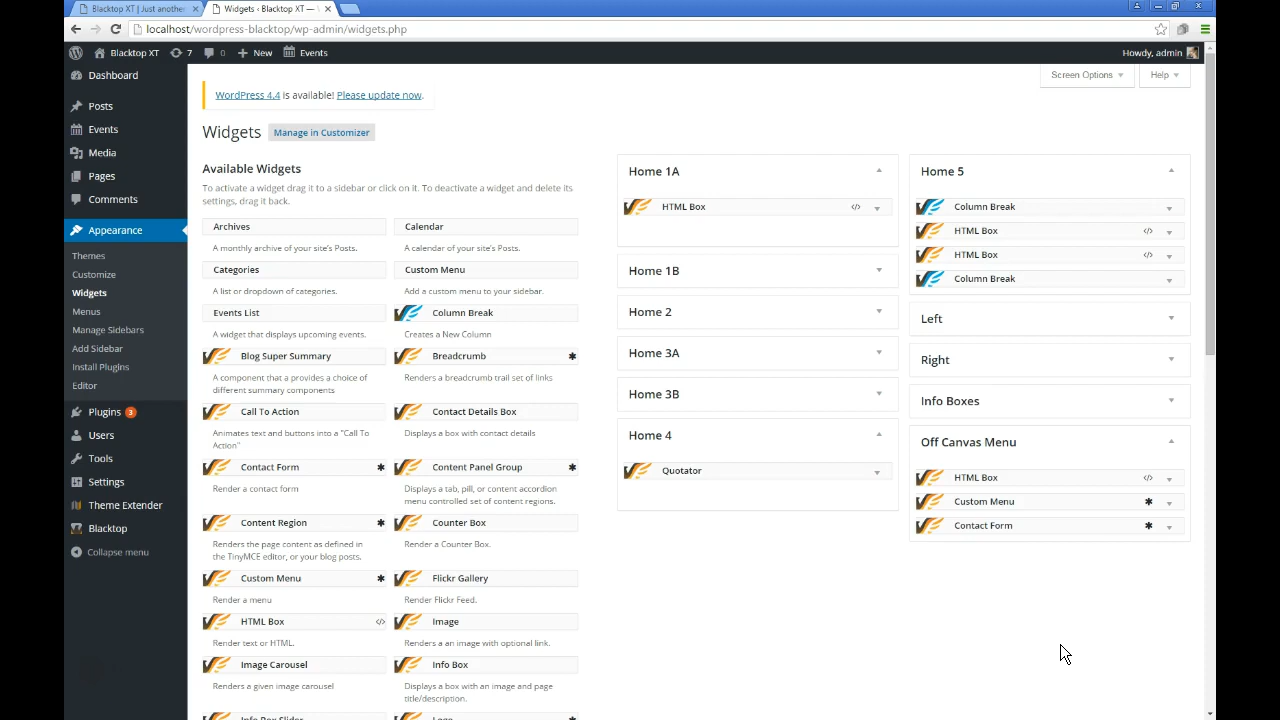 Blacktop XT | Just another
Widgets ‹ Blacktop XT —
localhost/wordpress-blacktop/wp-admin/widgets.php
Blacktop XT 7 0 New Events
Howdy, admin
Dashboard
Posts
Events
Media
Pages
Comments
Appearance
Themes
Customize
Widgets
Menus
Manage Sidebars
Add Sidebar
Install Plugins
Editor
Plugins 3
Users
Tools
Settings
Theme Extender
Blacktop
Collapse menu
Screen Options
Help
WordPress 4.4 is available! Please update now.
Widgets Manage in Customizer
Available Widgets
To activate a widget drag it to a sidebar or click on it. To deactivate a widget and delete its
settings, drag it back.
Archives
A monthly archive of your site's Posts.
Calendar
A calendar of your site's Posts.
Categories
A list or dropdown of categories.
Custom Menu
Add a custom menu to your sidebar.
Events List
A widget that displays upcoming events.
Column Break
Creates a New Column
Blog Super Summary
A component that a provides a choice of
different summary components
Breadcrumb ✱
Renders a breadcrumb trail set of links
Call To Action
Animates text and buttons into a "Call To
Action"
Contact Details Box
Displays a box with contact details
Contact Form ✱
Render a contact form
Content Panel Group ✱
Displays a tab, pill, or content accordion
menu controlled set of content regions.
Content Region ✱
Renders the page content as defined in
the TinyMCE editor, or your blog posts.
Counter Box
Render a Counter Box.
Custom Menu ✱
Render a menu
Flickr Gallery
Render Flickr Feed.
HTML Box </>
Render text or HTML.
Image
Renders a an image with optional link.
Image Carousel
Renders a given image carousel
Info Box
Displays a box with an image and page
title/description.
Info Box Slider
Logo ✱
Home 1A
HTML Box </>
Home 1B
Home 2
Home 3A
Home 3B
Home 4
Quotator
Home 5
Column Break
HTML Box </>
HTML Box </>
Column Break
Left
Right
Info Boxes
Off Canvas Menu
HTML Box </>
Custom Menu ✱
Contact Form ✱